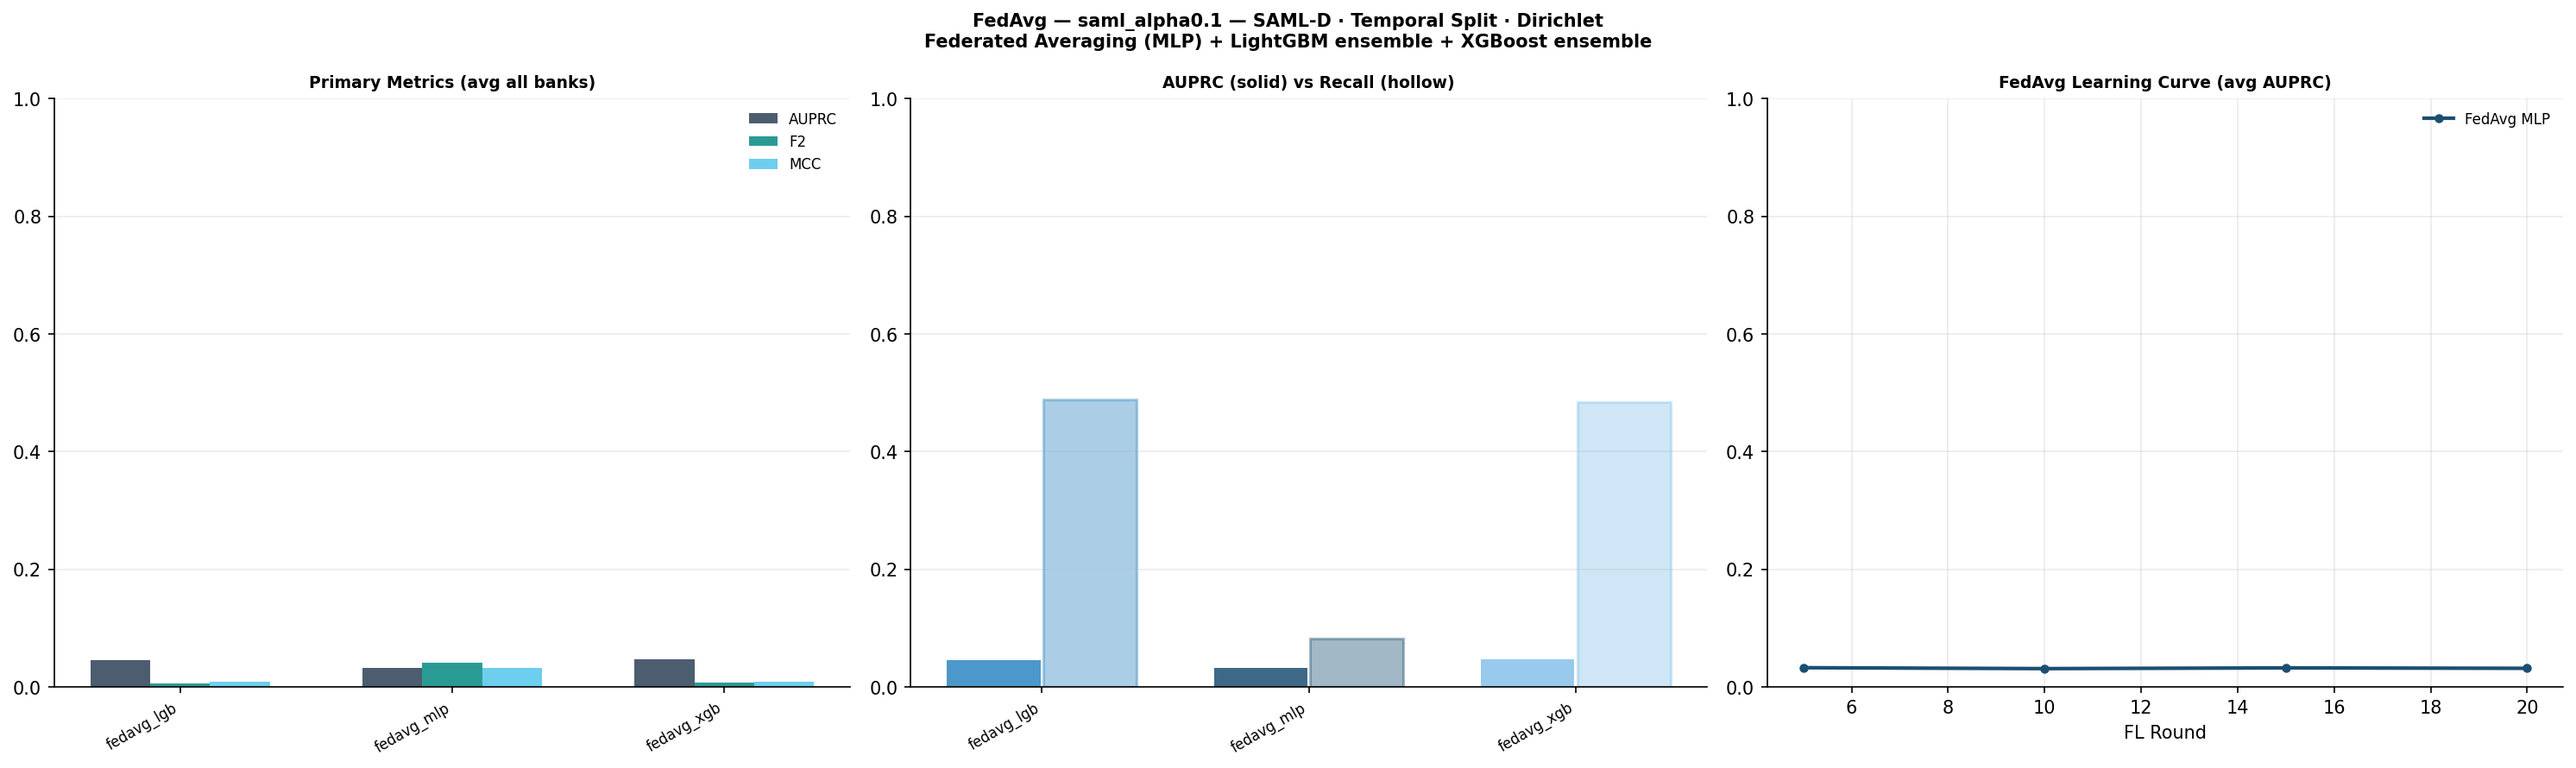 FedAvg — saml_alpha0.1 — SAML-D · Temporal Split · Dirichlet
Federated Averaging (MLP) + LightGBM ensemble + XGBoost ensemble
Primary Metrics (avg all banks)
1.0
0.8
0.6
0.4
0.2
0.0
AUPRC
F2
MCC
fedavg_lgb
fedavg_mlp
fedavg_xgb
AUPRC (solid) vs Recall (hollow)
1.0
0.8
0.6
0.4
0.2
0.0
fedavg_lgb
fedavg_mlp
fedavg_xgb
FedAvg Learning Curve (avg AUPRC)
1.0
0.8
0.6
0.4
0.2
0.0
FedAvg MLP
6 8 10 12 14 16 18 20
FL Round